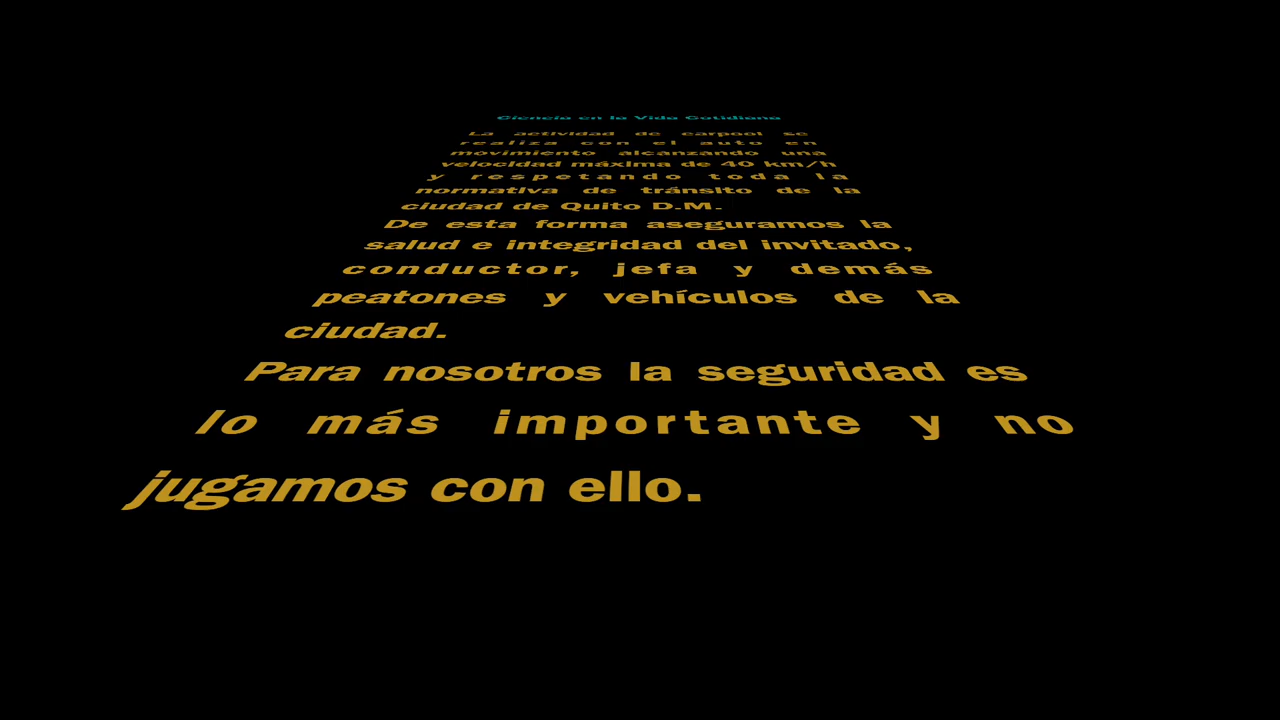 Ciencia en la Vida Cotidiana
La actividad de carpool se
realiza con el auto en
movimiento alcanzando una
velocidad máxima de 40 km/h
y respetando toda la
normativa de tránsito de la
ciudad de Quito D.M.
De esta forma aseguramos la
salud e integridad del invitado,
conductor, jefa y demás
peatones y vehículos de la
ciudad.
Para nosotros la seguridad es
lo más importante y no
jugamos con ello.